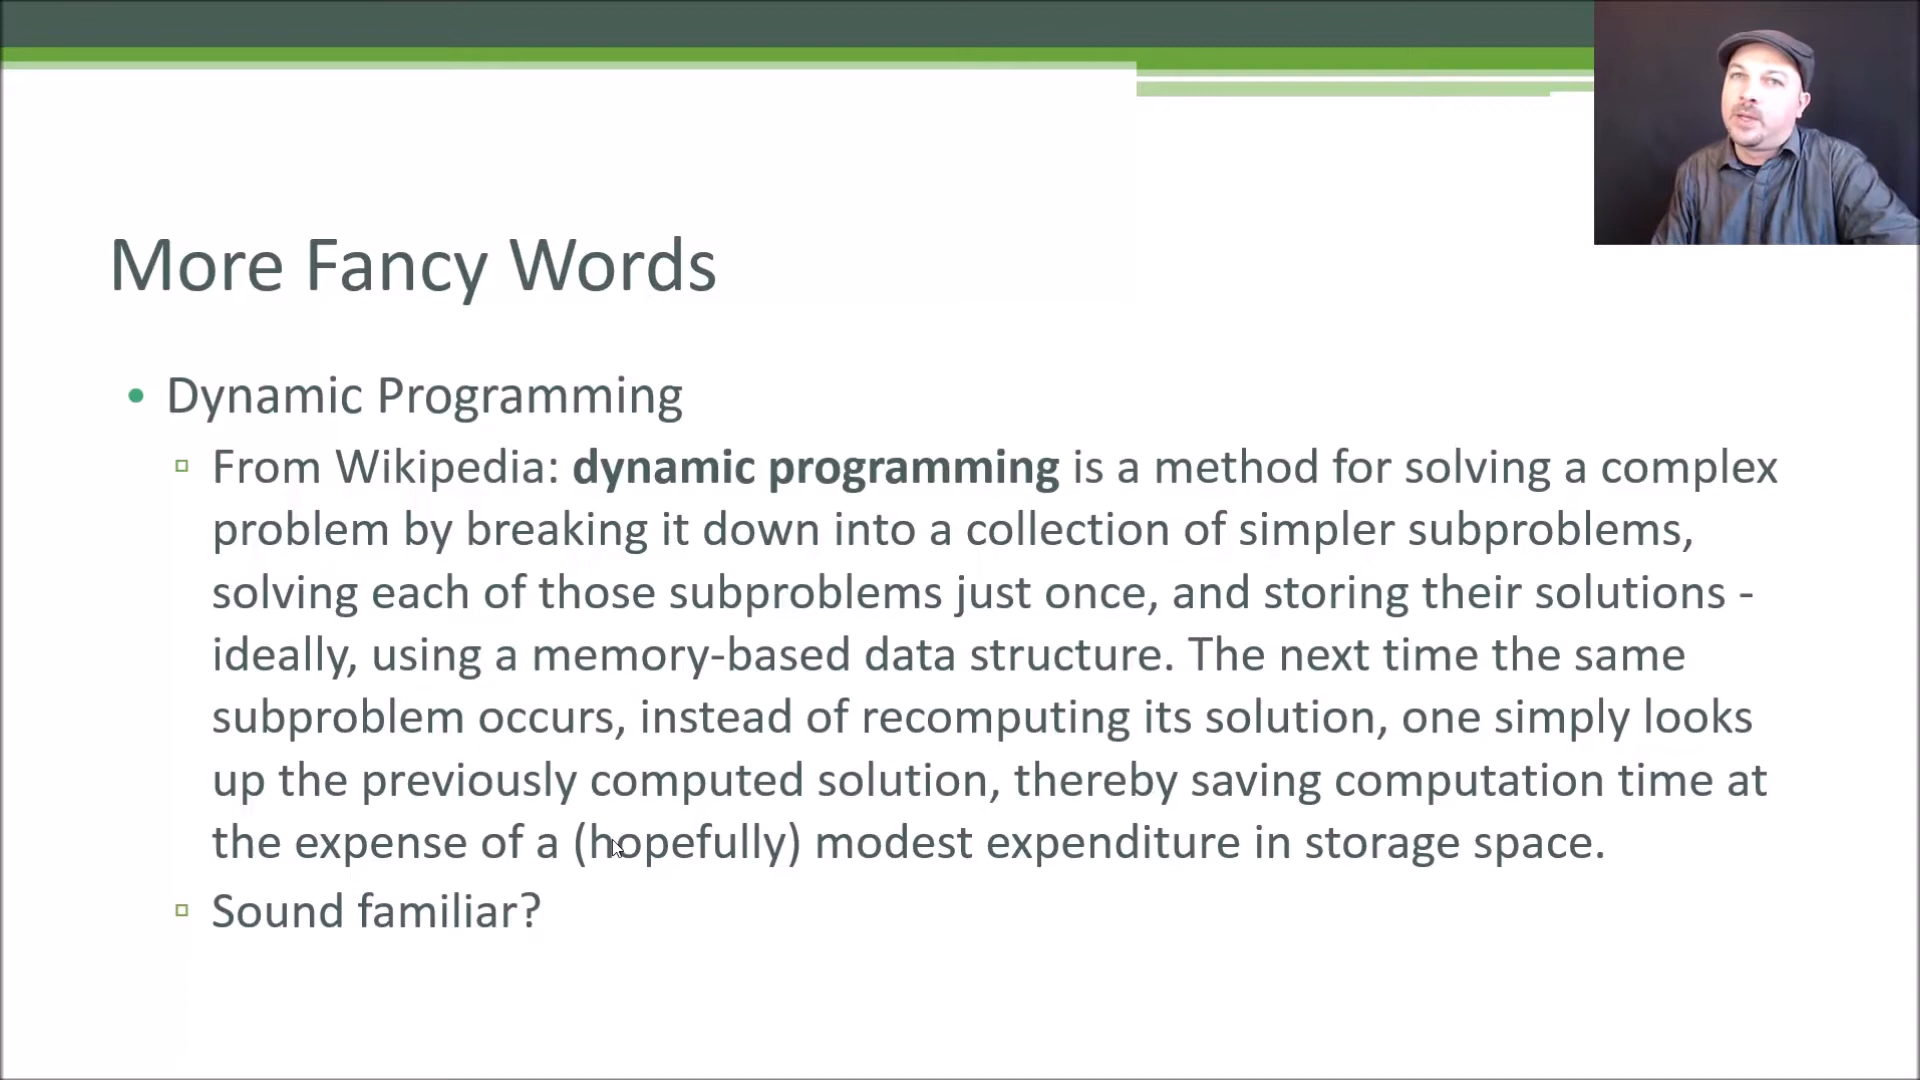 More Fancy Words
Dynamic Programming
From Wikipedia: dynamic programming is a method for solving a complex
problem by breaking it down into a collection of simpler subproblems,
solving each of those subproblems just once, and storing their solutions -
ideally, using a memory-based data structure. The next time the same
subproblem occurs, instead of recomputing its solution, one simply looks
up the previously computed solution, thereby saving computation time at
the expense of a (hopefully) modest expenditure in storage space.
Sound familiar?